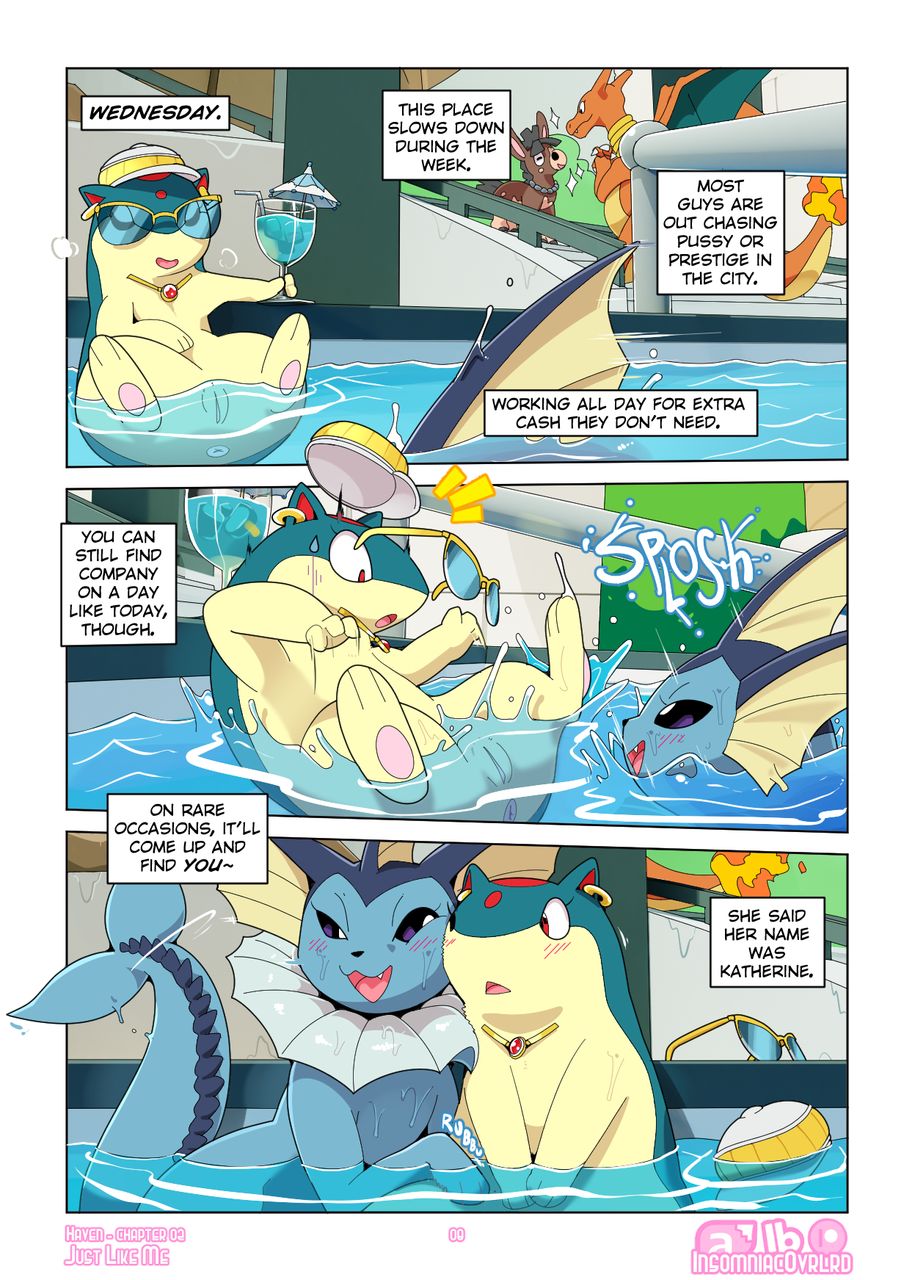 WEDNESDAY.
THIS PLACE
SLOWS DOWN
DURING THE
WEEK.
MOST
GUYS ARE
OUT CHASING
PUSSY OR
PRESTIGE IN
THE CITY.
WORKING ALL DAY FOR EXTRA
CASH THEY DON'T NEED.
YOU CAN
STILL FIND
COMPANY
ON A DAY
LIKE TODAY,
THOUGH.
SPLOSH
ON RARE
OCCASIONS, IT'LL
COME UP AND
FIND YOU~
SHE SAID
HER NAME
WAS
KATHERINE.
HAVEN - CHAPTER 03
JUST LIKE ME
09
INSOMNIACOVRLRD